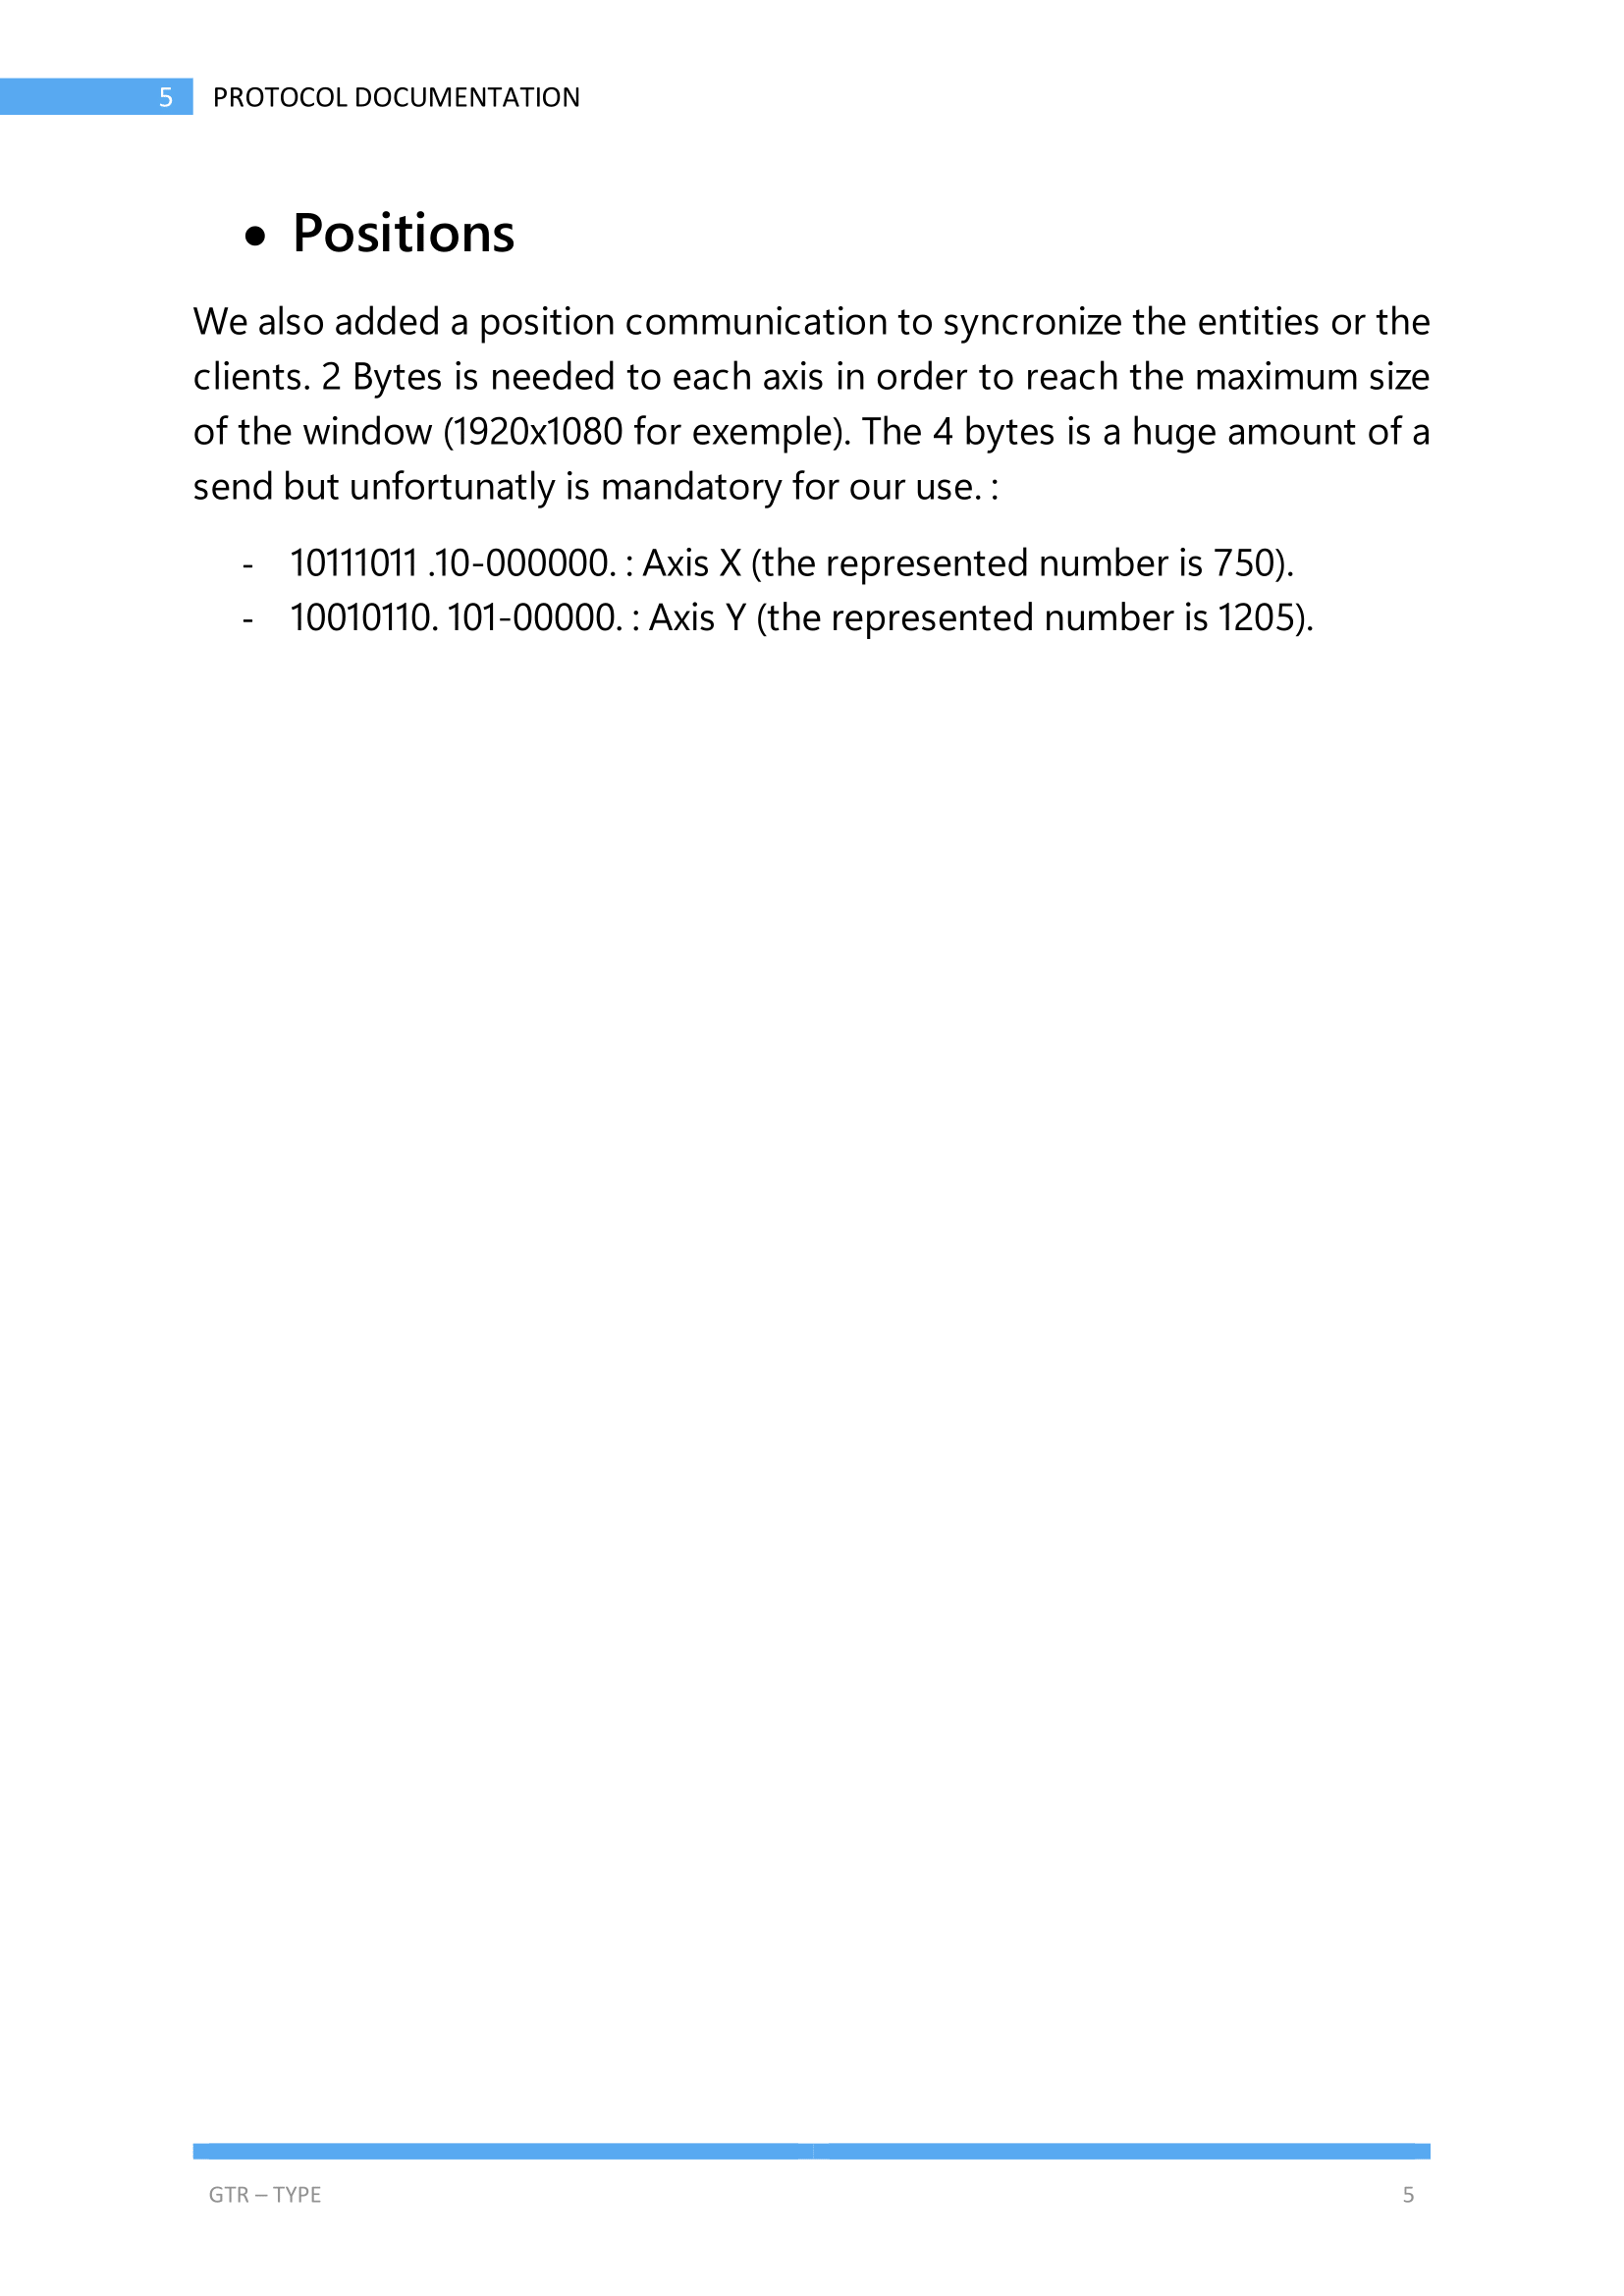 5 PROTOCOL DOCUMENTATION
• Positions
We also added a position communication to syncronize the entities or the
clients. 2 Bytes is needed to each axis in order to reach the maximum size
of the window (1920x1080 for exemple). The 4 bytes is a huge amount of a
send but unfortunatly is mandatory for our use. :
- 10111011 .10-000000. : Axis X (the represented number is 750).
- 10010110. 101-00000. : Axis Y (the represented number is 1205).
GTR – TYPE 5